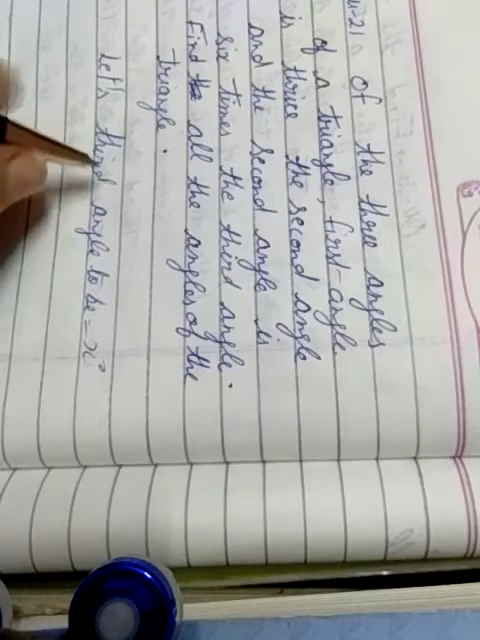 u-21 Of the three angles
of a triangle, first-angle
is thrice the second angle
and the second angle is
six times the third angle.
Find the all the angles of the
triangle.
Let's third angle to be = x°